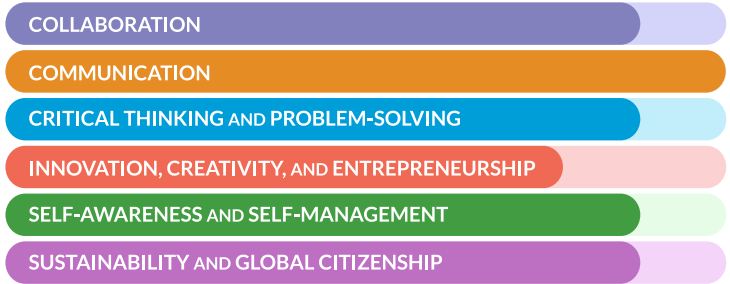 COLLABORATION
COMMUNICATION
CRITICAL THINKING AND PROBLEM-SOLVING
INNOVATION, CREATIVITY, AND ENTREPRENEURSHIP
SELF-AWARENESS AND SELF-MANAGEMENT
SUSTAINABILITY AND GLOBAL CITIZENSHIP